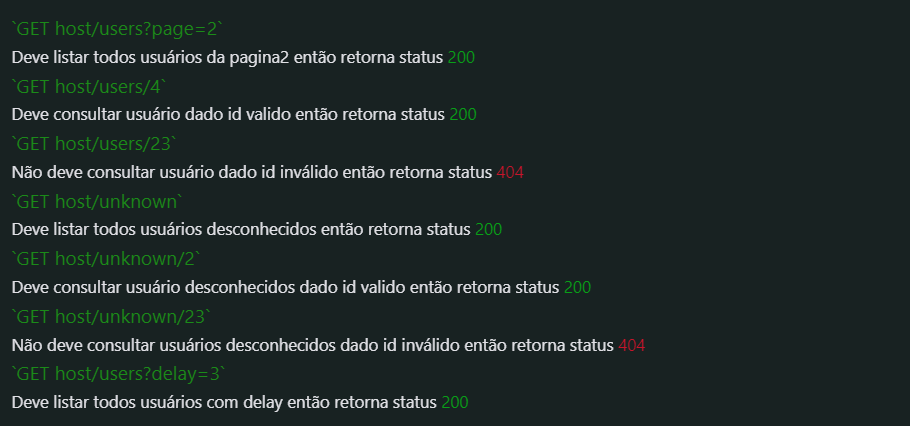 `GET host/users?page=2`
Deve listar todos usuários da pagina2 então retorna status 200
`GET host/users/4`
Deve consultar usuário dado id valido então retorna status 200
`GET host/users/23`
Não deve consultar usuário dado id inválido então retorna status 404
`GET host/unknown`
Deve listar todos usuários desconhecidos então retorna status 200
`GET host/unknown/2`
Deve consultar usuário desconhecidos dado id valido então retorna status 200
`GET host/unknown/23`
Não deve consultar usuários desconhecidos dado id inválido então retorna status 404
`GET host/users?delay=3`
Deve listar todos usuários com delay então retorna status 200